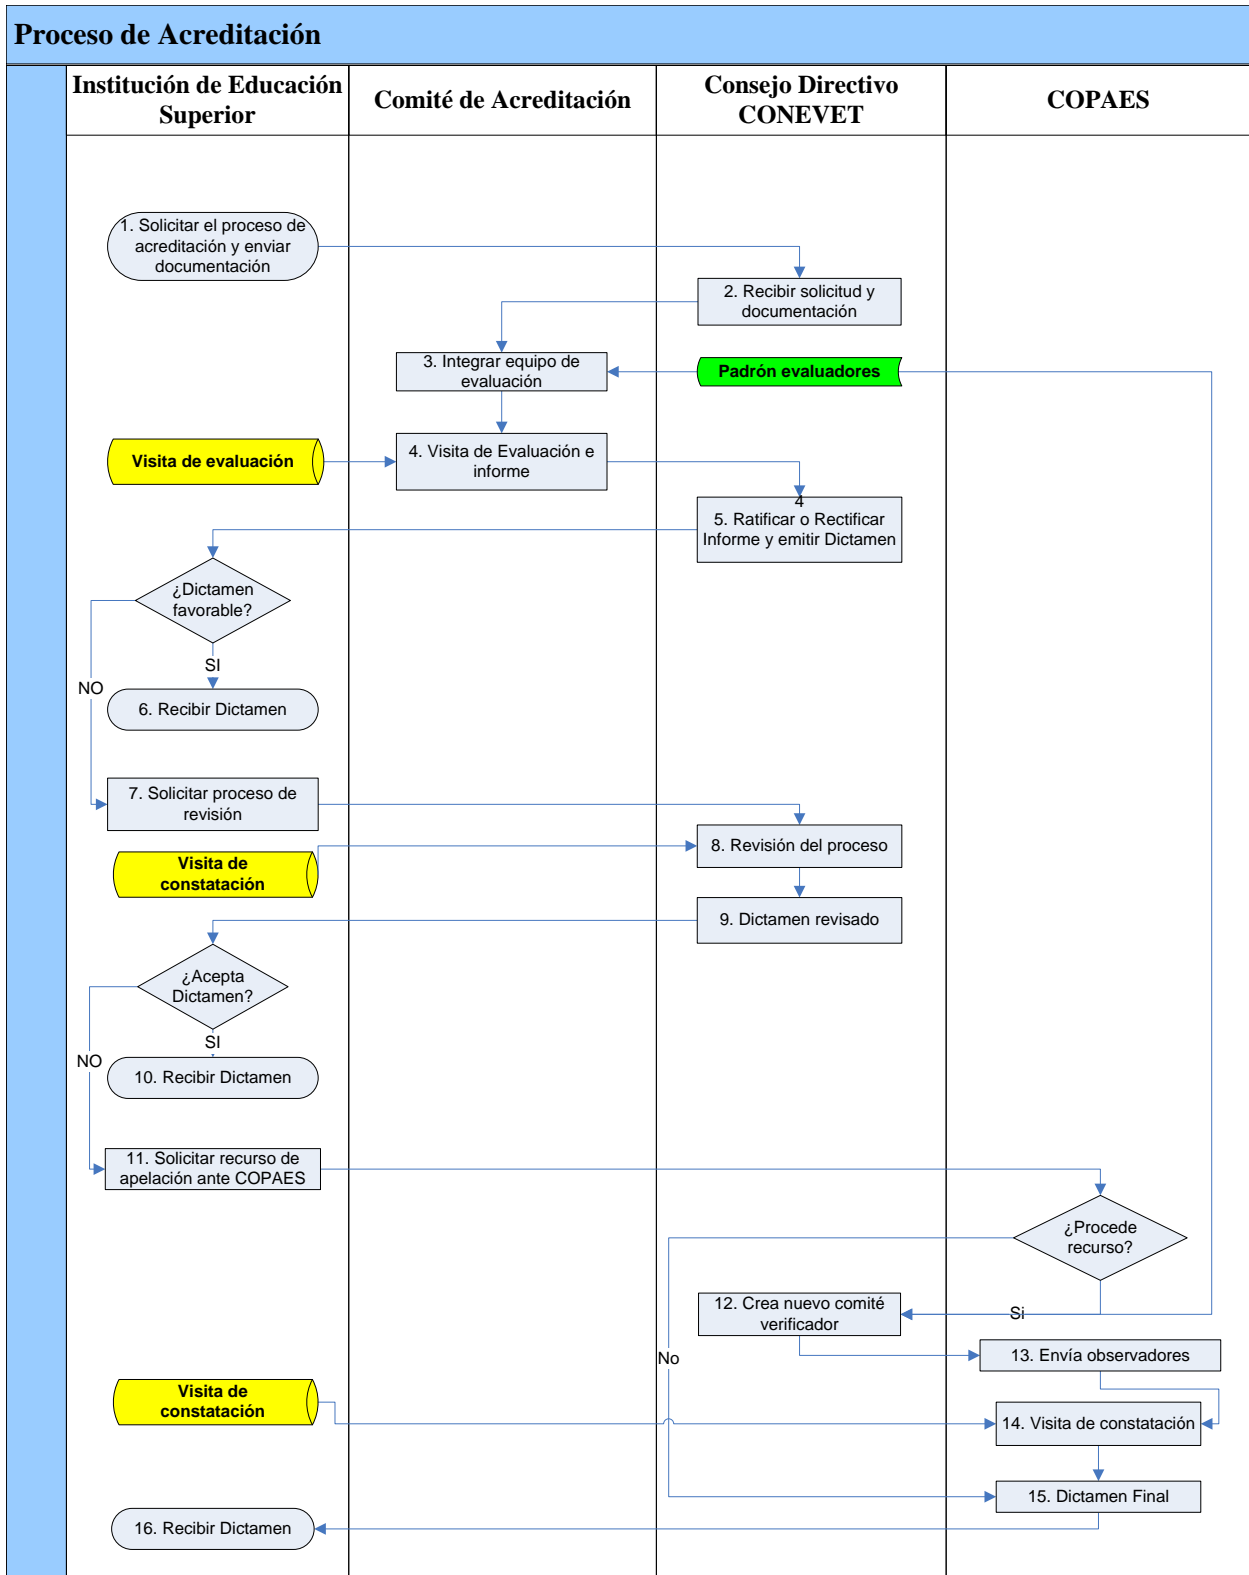 Proceso de Acreditación
Institución de Educación
Superior
Comité de Acreditación
Consejo Directivo
CONEVET
COPAES
1. Solicitar el proceso de
acreditación y enviar
documentación
2. Recibir solicitud y
documentación
3. Integrar equipo de
evaluación
Padrón evaluadores
Visita de evaluación
4. Visita de Evaluación e
informe
4
5. Ratificar o Rectificar
Informe y emitir Dictamen
¿Dictamen
favorable?
SI
NO
6. Recibir Dictamen
7. Solicitar proceso de
revisión
8. Revisión del proceso
Visita de
constatación
9. Dictamen revisado
¿Acepta
Dictamen?
SI
NO
10. Recibir Dictamen
11. Solicitar recurso de
apelación ante COPAES
¿Procede
recurso?
12. Crea nuevo comité
verificador
Si
No
13. Envía observadores
Visita de
constatación
14. Visita de constatación
15. Dictamen Final
16. Recibir Dictamen